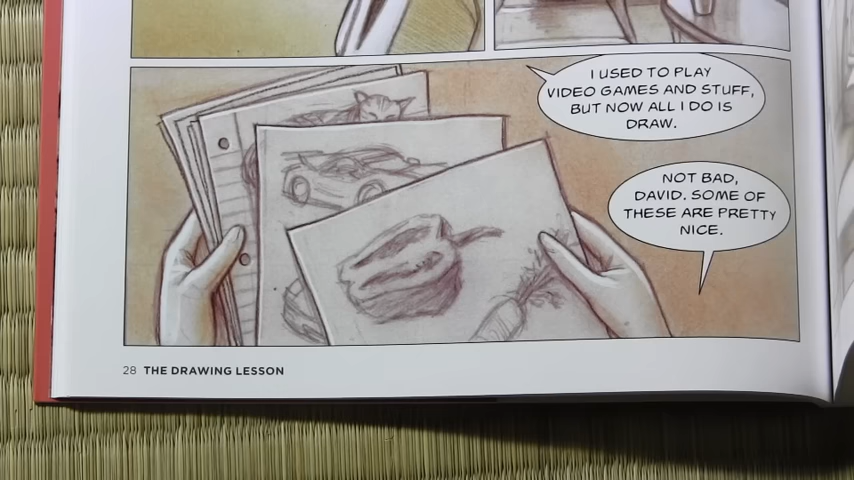 I USED TO PLAY
VIDEO GAMES AND STUFF,
BUT NOW ALL I DO IS
DRAW.
NOT BAD,
DAVID. SOME OF
THESE ARE PRETTY
NICE.
28 THE DRAWING LESSON